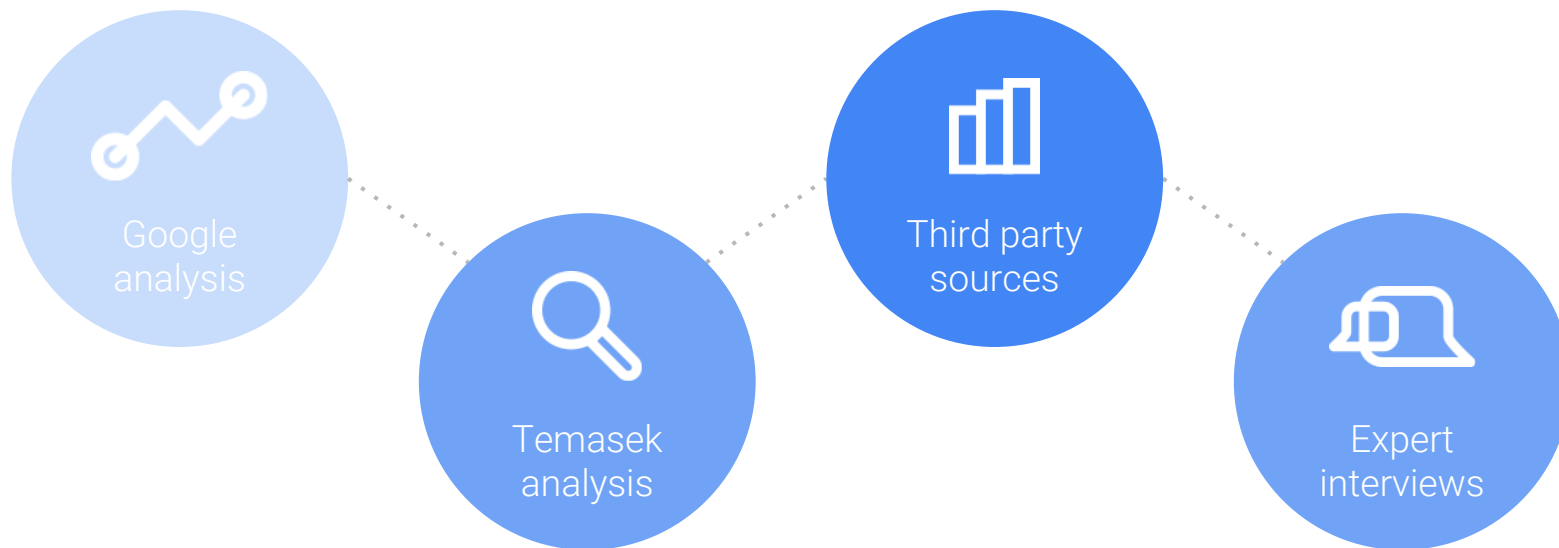 Google
analysis
Temasek
analysis
Third party
sources
Expert
interviews